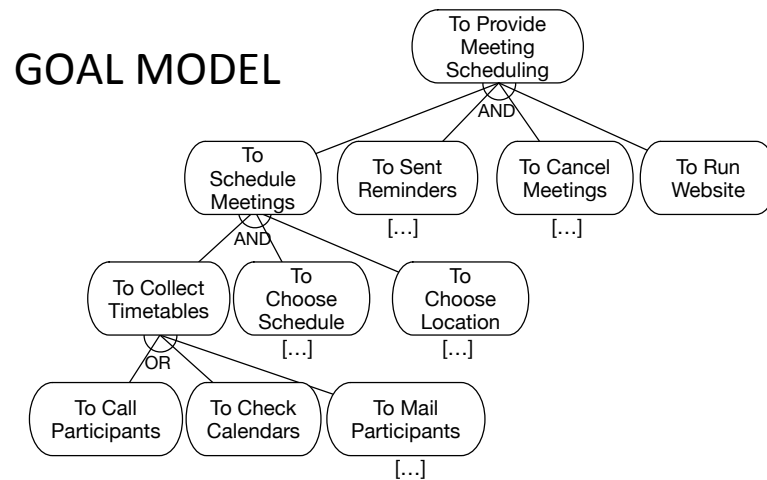 GOAL MODEL
To Provide
Meeting
Scheduling
AND
To
Schedule
Meetings
To Sent
Reminders
[...]
To Cancel
Meetings
[...]
To Run
Website
AND
To Collect
Timetables
To
Choose
Schedule
[...]
To
Choose
Location
[...]
OR
To Call
Participants
To Check
Calendars
To Mail
Participants
[...]